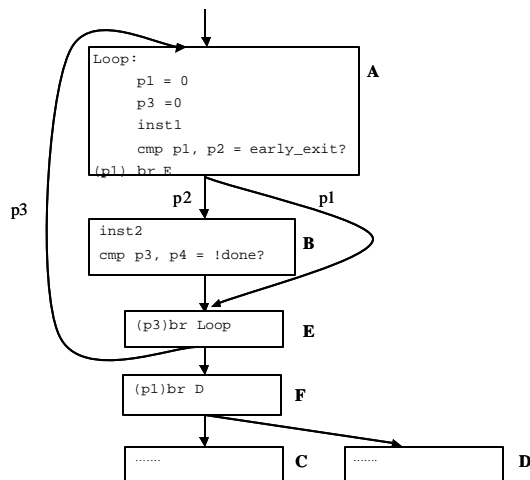 Loop:
A
p1 = 0
p3 =0
inst1
cmp p1, p2 = early_exit?
(p1) br E
p2
p1
p3
inst2
B
cmp p3, p4 = !done?
(p3)br Loop
E
(p1)br D
F
.......
C
.......
D